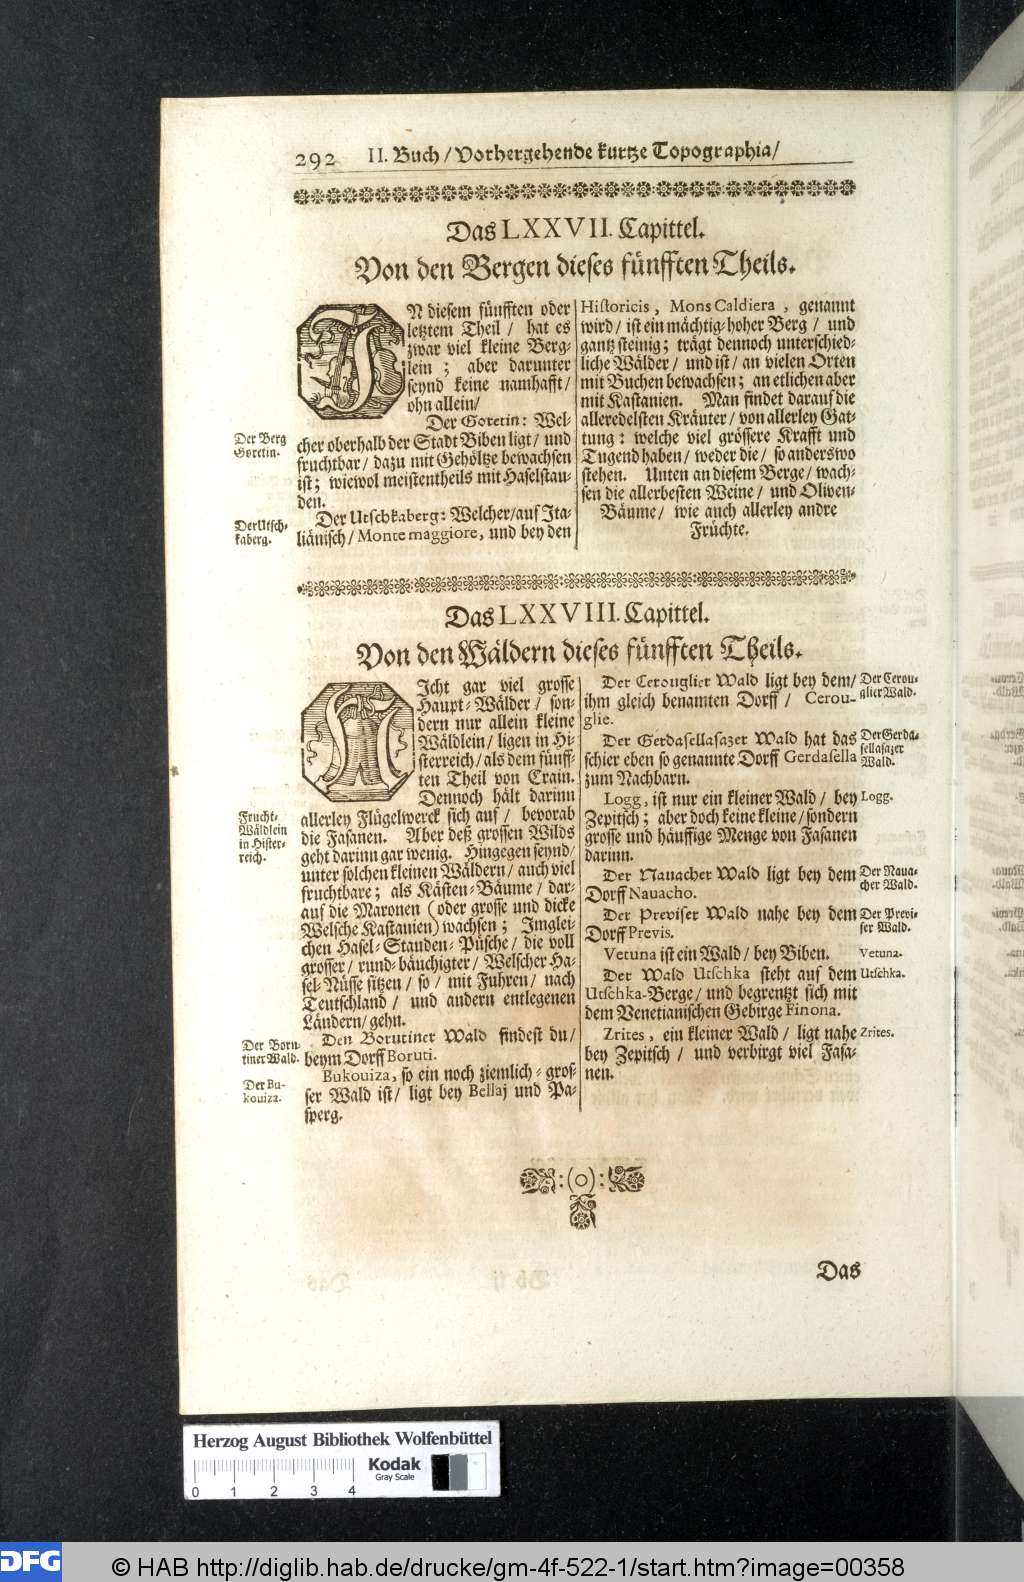 292 II. Buch / Vorhergehende kurtze Topographia /
Das LXXVII. Capittel.
Von den Bergen dieses fünfften Theils.
IN diesem fünfften oder
letztem Theil / hat es
zwar viel kleine Berg-
lein ; aber darunter
seynd keine namhafft /
ohn allein /
Der Goretin: Wel-
cher oberhalb der Stadt Biben ligt / und
fruchtbar / dazu mit Gehöltze bewachsen
ist; wiewol meistentheils mit Haselstau-
den.
Der Utschkaberg: Welcher / auf Ita-
liänisch / Monte maggiore, und bey den
Der Berg
Goretin.
Der Utsch-
kaberg.
Historicis, Mons Caldiera, genannt
wird / ist ein mächtig-hoher Berg / und
gantz steinig; trägt dennoch unterschied-
liche Wälder / und ist / an vielen Orten
mit Buchen bewachsen; an etlichen aber
mit Kastanien. Man findet darauf die
alleredelsten Kräuter / von allerley Gat-
tung: welche viel grössere Krafft und
Tugend haben / weder die / so anderswo
stehen. Unten an diesem Berge / wach-
sen die allerbesten Weine / und Oliven-
Bäume / wie auch allerley andre
Früchte.
Das LXXVIII. Capittel.
Von den Wäldern dieses fünfften Theils.
NIcht gar viel grosse
Haupt-Wälder / son-
dern nur allein kleine
Wäldlein / ligen in Hi-
sterreich / als dem fünff-
ten Theil von Crain.
Dennoch hält darinn
allerley Flügelwerck sich auf / bevorab
die Fasanen. Aber deß grossen Wilds
geht darinn gar wenig. Hingegen seynd /
unter solchen kleinen Wäldern / auch viel
fruchtbare; als Kästen-Bäume / dar-
auf die Maronen (oder grosse und dicke
Welsche Kastanien) wachsen; Imglei-
chen Hasel-Stauden-Püsche / die voll
grosser / rund-bäuchigter / Welscher Ha-
sel-Nüsse sitzen / so / mit Fuhren / nach
Teutschland / und andern entlegenen
Ländern / gehn.
Den Borutiner Wald findest du /
beym Dorff Boruti.
Bukouiza, so ein noch ziemlich-gros-
ser Wald ist / ligt bey Bellaj und Pa-
sperg.
Frucht-
Wäldlein
in Hister-
reich.
Der Boru-
tiner Wald.
Der Bu-
kouiza.
Der Cerouglier Wald ligt bey dem /
ihm gleich benamten Dorff / Cerou-
glie.
Der Gerdasellasazer Wald hat das
schier eben so genannte Dorff Gerdasella
zum Nachbarn.
Logg, ist nur ein kleiner Wald / bey
Zepitsch; aber doch keine kleine / sondern
grosse und häuffige Menge von Fasanen
darinn.
Der Nauacher Wald ligt bey dem
Dorff Nauacho.
Der Previser Wald nahe bey dem
Dorff Previs.
Vetuna ist ein Wald / bey Biben.
Der Wald Utschka steht auf dem
Utschka-Berge / und begrentzt sich mit
dem Venetianischen Gebirge Finona.
Zrites, ein kleiner Wald / ligt nahe
bey Zepitsch / und verbirgt viel Fasa-
nen.
Der Cerou-
glier Wald.
Der Gerda-
sellasazer
Wald.
Logg.
Der Naua-
cher Wald.
Der Previ-
ser Wald.
Vetuna.
Utschka.
Zrites.
:(o):
Das
Herzog August Bibliothek Wolfenbüttel
Kodak
Gray Scale
0 1 2 3 4
DFG
© HAB http://diglib.hab.de/drucke/gm-4f-522-1/start.htm?image=00358